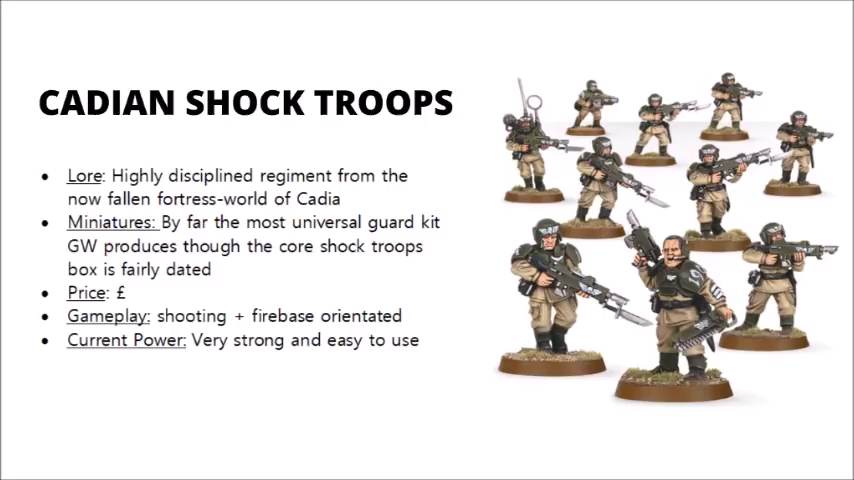 CADIAN SHOCK TROOPS
• Lore: Highly disciplined regiment from the
now fallen fortress-world of Cadia
• Miniatures: By far the most universal guard kit
GW produces though the core shock troops
box is fairly dated
• Price: £
• Gameplay: shooting + firebase orientated
• Current Power: Very strong and easy to use